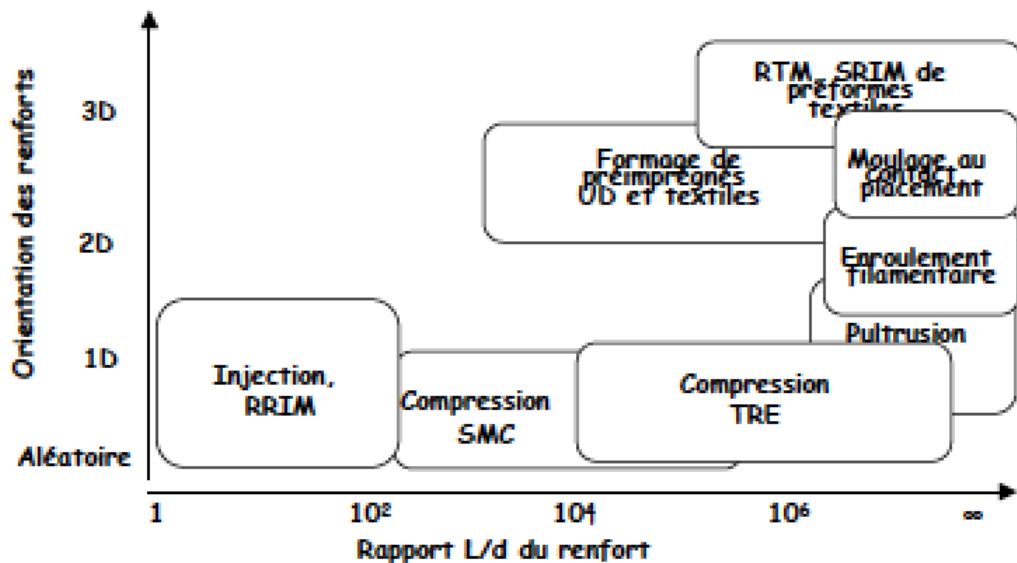 Orientation des renforts
3D
2D
1D
Aléatoire
RTM, SRIM de
préformes
textiles
Formage de
préimprégnés
UD et textiles
Moulage au
contact,
placement
Enroulement
filamentaire
Pultrusion
Injection,
RRIM
Compression
SMC
Compression
TRE
1
10²
10⁴
10⁶
∞
Rapport L/d du renfort